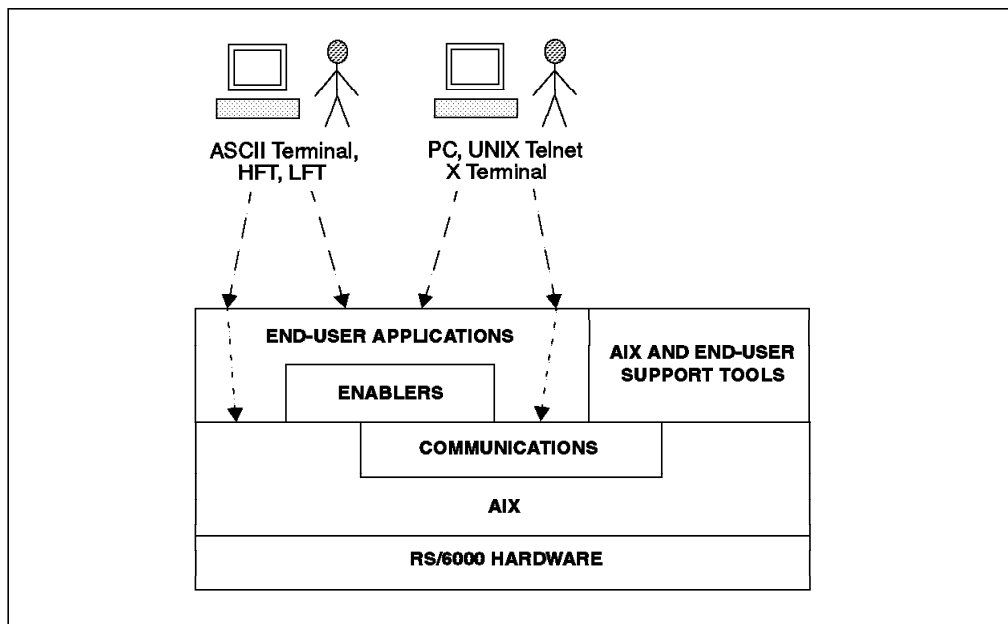 ASCII Terminal,
HFT, LFT
PC, UNIX Telnet
X Terminal
END-USER APPLICATIONS
AIX AND END-USER
SUPPORT TOOLS
ENABLERS
COMMUNICATIONS
AIX
RS/6000 HARDWARE